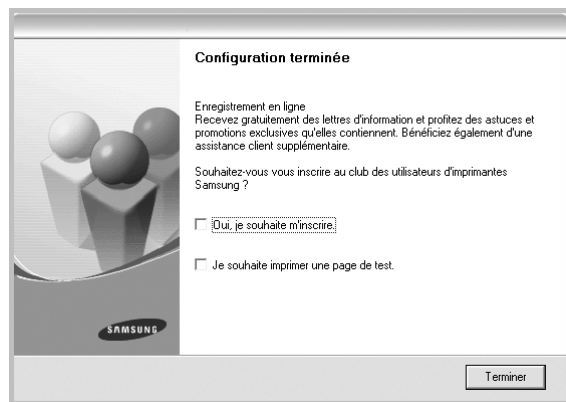 Configuration terminée
Enregistrement en ligne
Recevez gratuitement des lettres d'information et profitez des astuces et
promotions exclusives qu'elles contiennent. Bénéficiez également d'une
assistance client supplémentaire.
Souhaitez-vous vous inscrire au club des utilisateurs d'imprimantes
Samsung ?
Oui, je souhaite m'inscrire.
Je souhaite imprimer une page de test.
SAMSUNG
Terminer